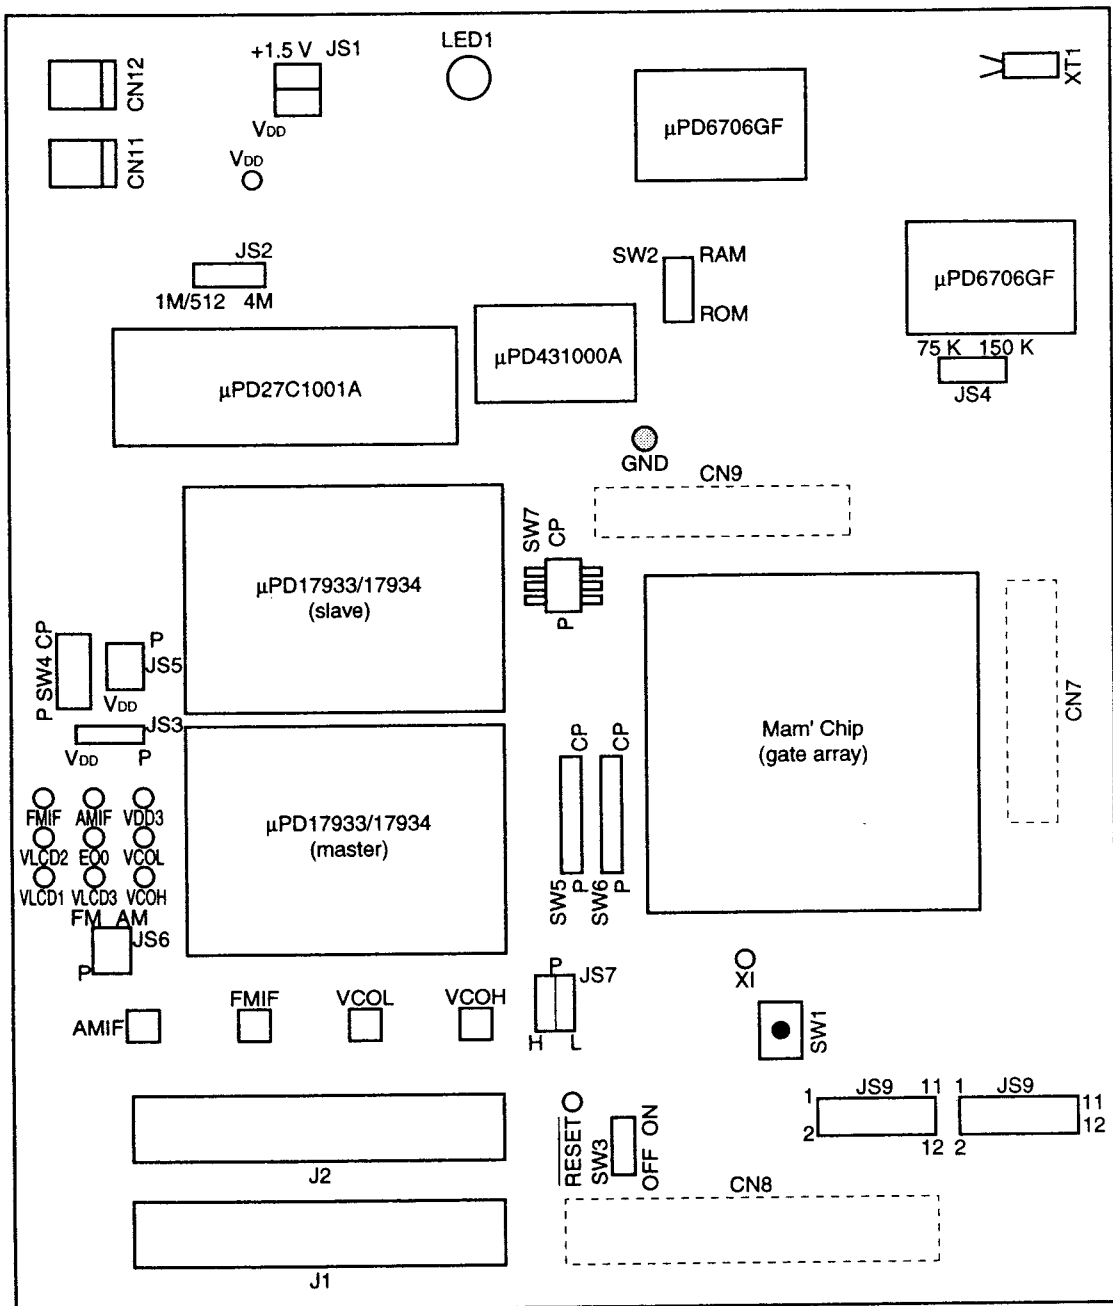 +1.5 V JS1
LED1
CN12
XT1
μPD6706GF
VDD
CN11
VDD
JS2
1M/512 4M
SW2 RAM
ROM
μPD6706GF
75 K 150 K
JS4
μPD27C1001A
μPD431000A
GND
CN9
SW7
CP
P
μPD17933/17934
(slave)
P SW4 CP
P
JS5
VDD
JS3
VDD P
CN7
Mam' Chip
(gate array)
μPD17933/17934
(master)
SW5
P
CP
SW6
P
CP
FMIF AMIF VDD3
VLCD2 EO0 VCOL
VLCD1 VLCD3 VCOH
FM AM
JS6
P
XI
P
JS7
H L
AMIF
FMIF
VCOL
VCOH
SW1
JS9
1 11
2 12
JS9
1 11
2 12
RESET
SW3
OFF ON
J2
CN8
J1